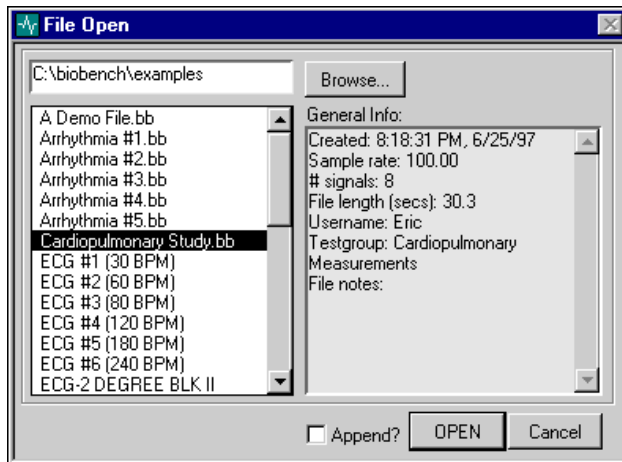 File Open
C:\biobench\examples
Browse...
A Demo File.bb
Arrhythmia #1.bb
Arrhythmia #2.bb
Arrhythmia #3.bb
Arrhythmia #4.bb
Arrhythmia #5.bb
Cardiopulmonary Study.bb
ECG #1 (30 BPM)
ECG #2 (60 BPM)
ECG #3 (80 BPM)
ECG #4 (120 BPM)
ECG #5 (180 BPM)
ECG #6 (240 BPM)
ECG-2 DEGREE BLK II
General Info:
Created: 8:18:31 PM, 6/25/97
Sample rate: 100.00
# signals: 8
File length (secs): 30.3
Username: Eric
Testgroup: Cardiopulmonary
Measurements
File notes:
Append?
OPEN
Cancel